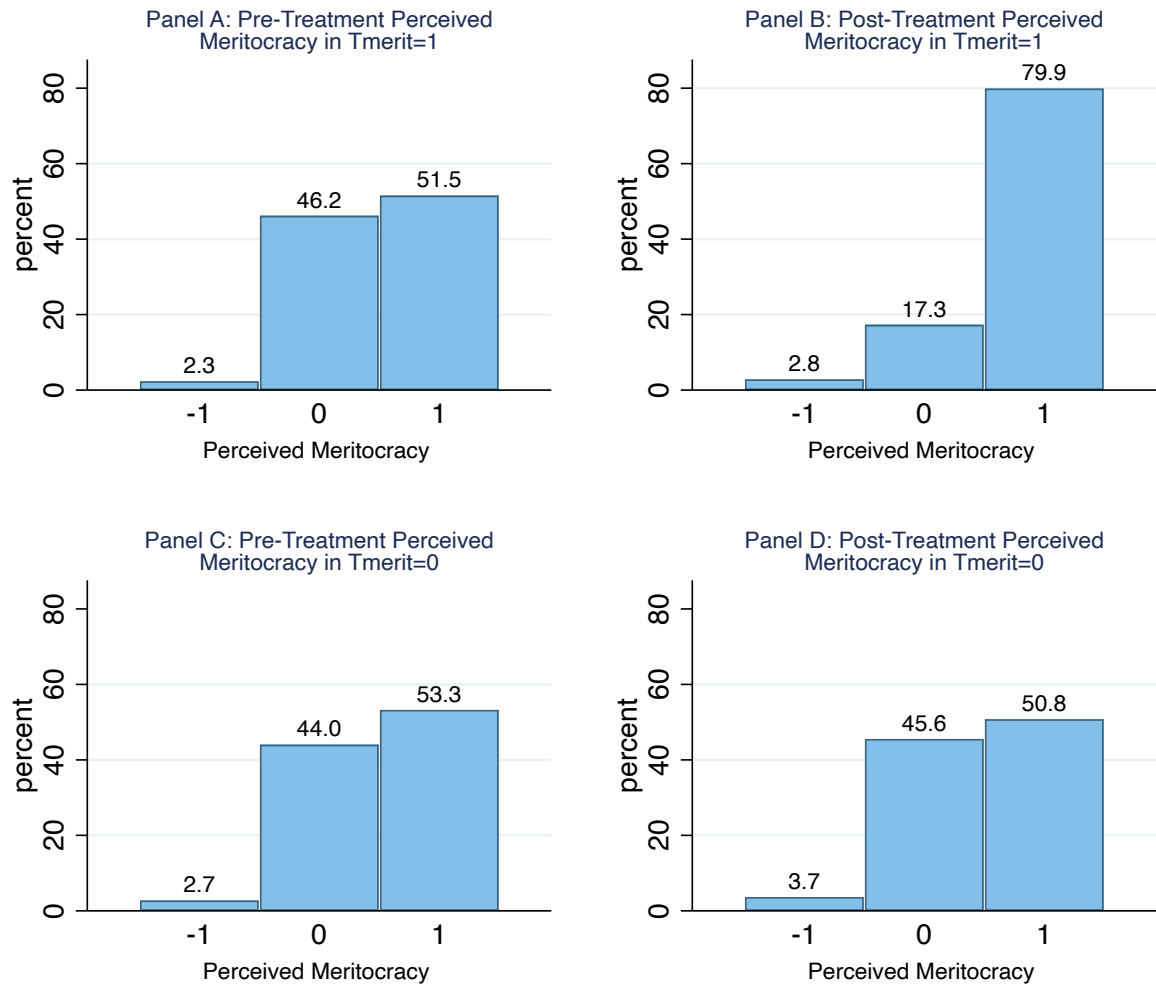 Panel A: Pre-Treatment Perceived
Meritocracy in Tmerit=1
80
60
40
20
0
percent
2.3
46.2
51.5
-1
0
1
Perceived Meritocracy
Panel B: Post-Treatment Perceived
Meritocracy in Tmerit=1
80
60
40
20
0
percent
2.8
17.3
79.9
-1
0
1
Perceived Meritocracy
Panel C: Pre-Treatment Perceived
Meritocracy in Tmerit=0
80
60
40
20
0
percent
2.7
44.0
53.3
-1
0
1
Perceived Meritocracy
Panel D: Post-Treatment Perceived
Meritocracy in Tmerit=0
80
60
40
20
0
percent
3.7
45.6
50.8
-1
0
1
Perceived Meritocracy